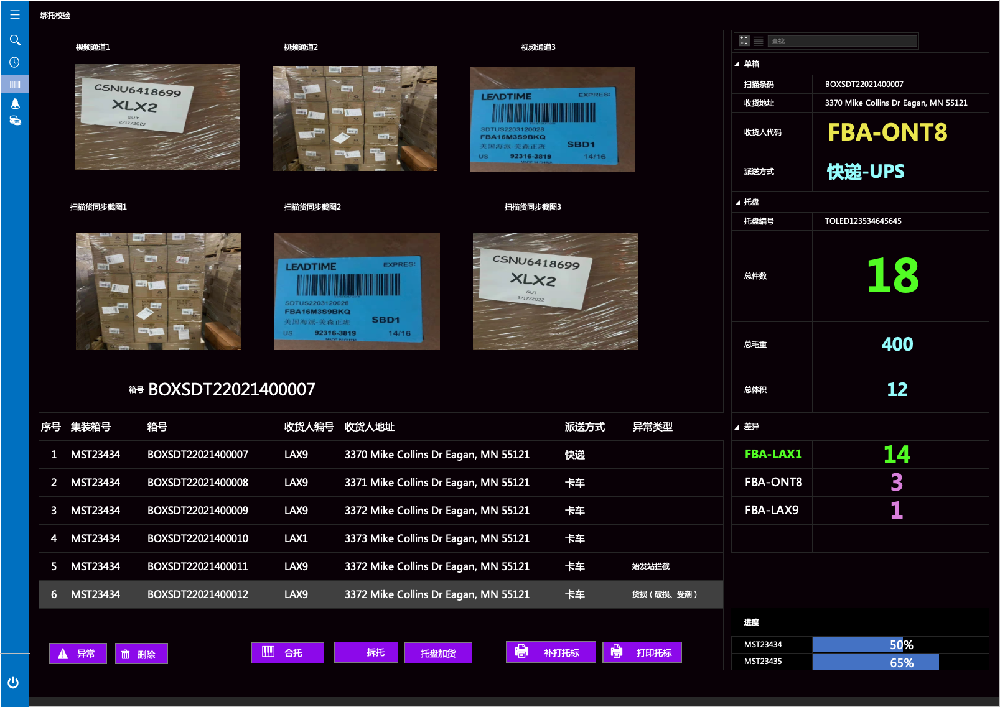 绑托校验
视频通道1
视频通道2
视频通道3
CSNU6418699
XLX2
GUT
2/17/2022
LEADTIME
EXPRES
SDTUS2203120028
FBA16M3S9BKQ
美国海派-美森正班
SBD1
US
92316-3819
14/16
MADE IN CHINA
扫描货同步截图1
扫描货同步截图2
扫描货同步截图3
LEADTIME
EXPRES
SDTUS2203120028
FBA16M3S9BKQ
美国海派-美森正班
SBD1
US
92316-3819
14/16
MADE IN CHINA
CSNU6418699
XLX2
GUT
2/17/2022
箱号 BOXSDT22021400007
序号 集装箱号 箱号 收货人编号 收货人地址 派送方式 异常类型
1 MST23434 BOXSDT22021400007 LAX9 3370 Mike Collins Dr Eagan, MN 55121 快递
2 MST23434 BOXSDT22021400008 LAX9 3371 Mike Collins Dr Eagan, MN 55121 卡车
3 MST23434 BOXSDT22021400009 LAX9 3372 Mike Collins Dr Eagan, MN 55121 卡车
4 MST23434 BOXSDT22021400010 LAX1 3373 Mike Collins Dr Eagan, MN 55121 卡车
5 MST23434 BOXSDT22021400011 LAX9 3372 Mike Collins Dr Eagan, MN 55121 卡车 始发站拦截
6 MST23434 BOXSDT22021400012 LAX9 3372 Mike Collins Dr Eagan, MN 55121 卡车 货损（破损、受潮）
异常 删除 合托 拆托 托盘加货 补打托标 打印托标
查找
单箱
扫描条码 BOXSDT22021400007
收货地址 3370 Mike Collins Dr Eagan, MN 55121
收货人代码 FBA-ONT8
派送方式 快递-UPS
托盘
托盘编号 TOLED123534645645
总件数 18
总毛重 400
总体积 12
差异
FBA-LAX1 14
FBA-ONT8 3
FBA-LAX9 1
进度
MST23434 50%
MST23435 65%